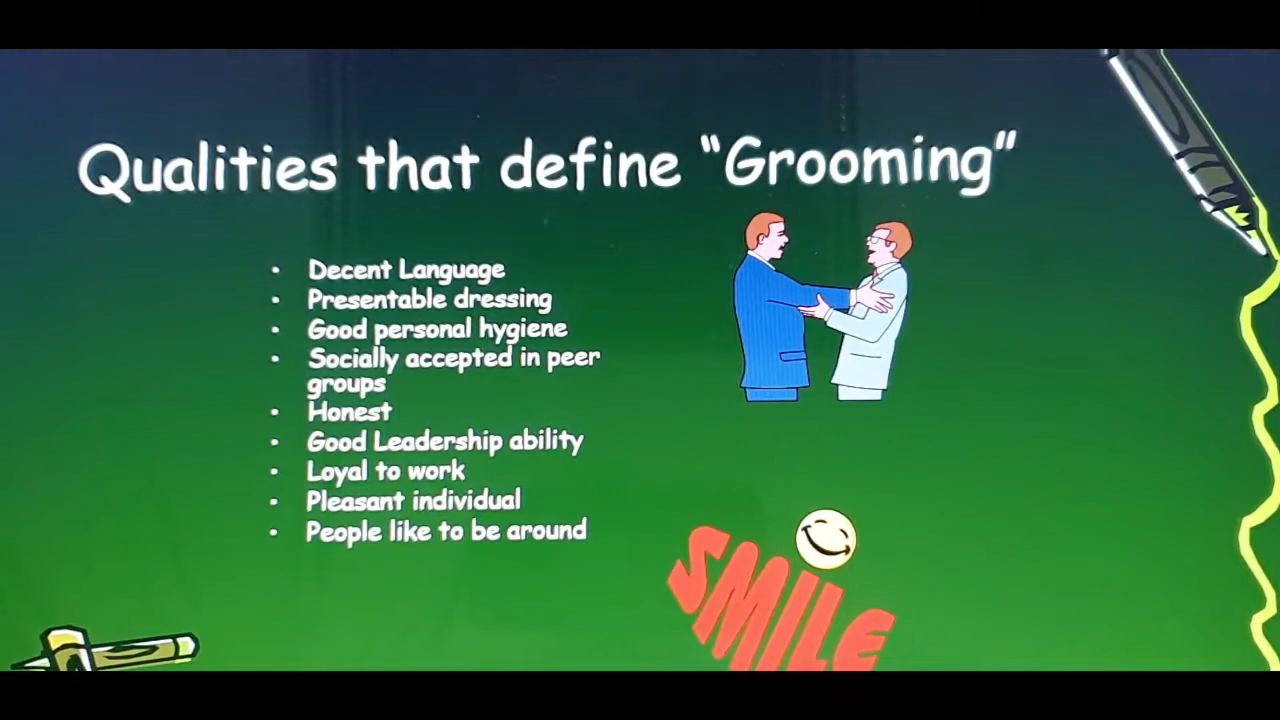 Qualities that define “Grooming”
• Decent Language
• Presentable dressing
• Good personal hygiene
• Socially accepted in peer
groups
• Honest
• Good Leadership ability
• Loyal to work
• Pleasant individual
• People like to be around
SMILE